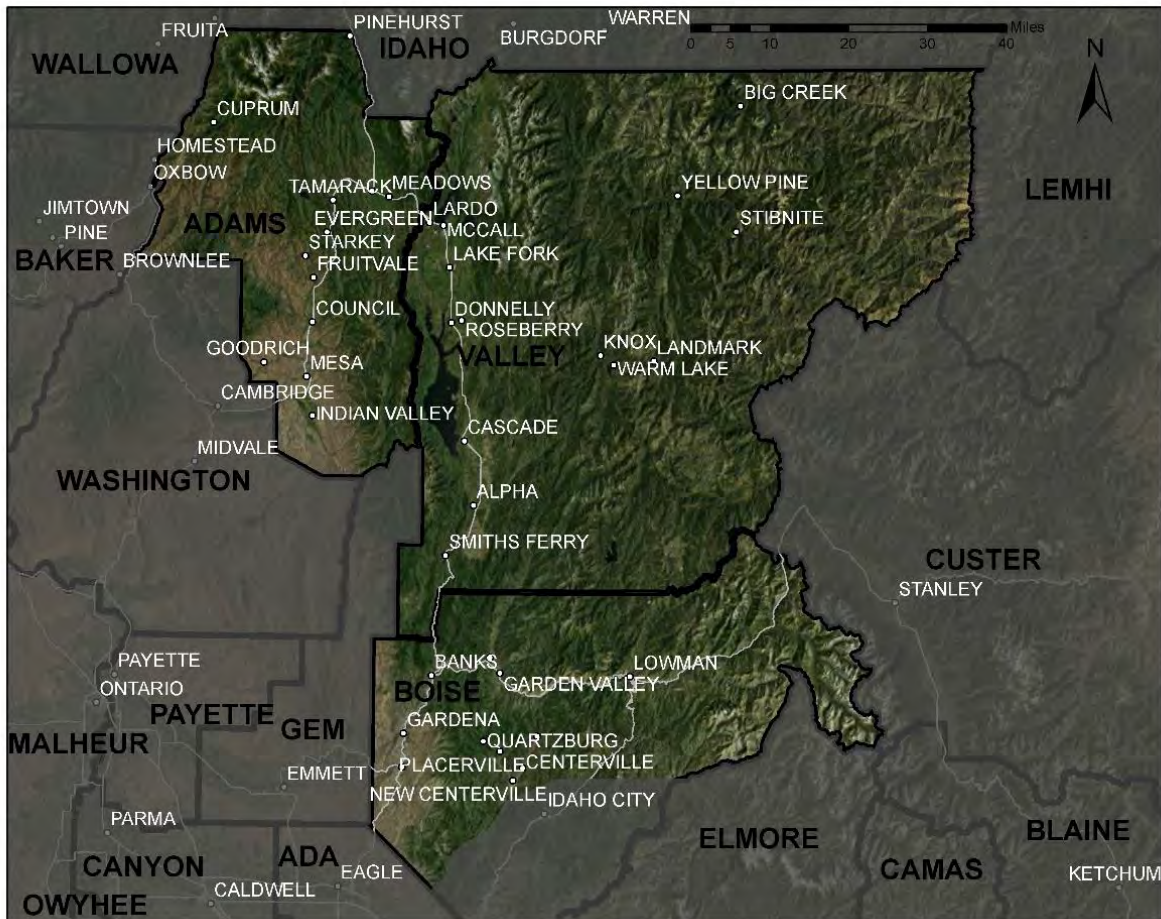 FRUITA
PINEHURST
WARREN
BURGDORF
IDAHO
WALLOWA
0 5 10 20 30 40
Miles
N
CUPRUM
BIG CREEK
HOMESTEAD
OXBOW
LEMHI
TAMARACK
MEADOWS
YELLOW PINE
JIMTOWN
ADAMS
EVERGREEN
LARDO
MCCALL
STIBNITE
PINE
STARKEY
BAKER
BROWNLEE
FRUITVALE
LAKE FORK
COUNCIL
DONNELLY
ROSEBERRY
GOODRICH
VALLEY
KNOX
LANDMARK
MESA
WARM LAKE
CAMBRIDGE
INDIAN VALLEY
CASCADE
MIDVALE
WASHINGTON
ALPHA
SMITHS FERRY
CUSTER
STANLEY
PAYETTE
BANKS
LOWMAN
ONTARIO
BOISE
GARDEN VALLEY
PAYETTE
GEM
GARDENA
MALHEUR
QUARTZBURG
EMMETT
PLACERVILLE
CENTERVILLE
NEW CENTERVILLE
IDAHO CITY
PARMA
ELMORE
BLAINE
CANYON
ADA
CAMAS
EAGLE
KETCHUM
OWYHEE
CALDWELL